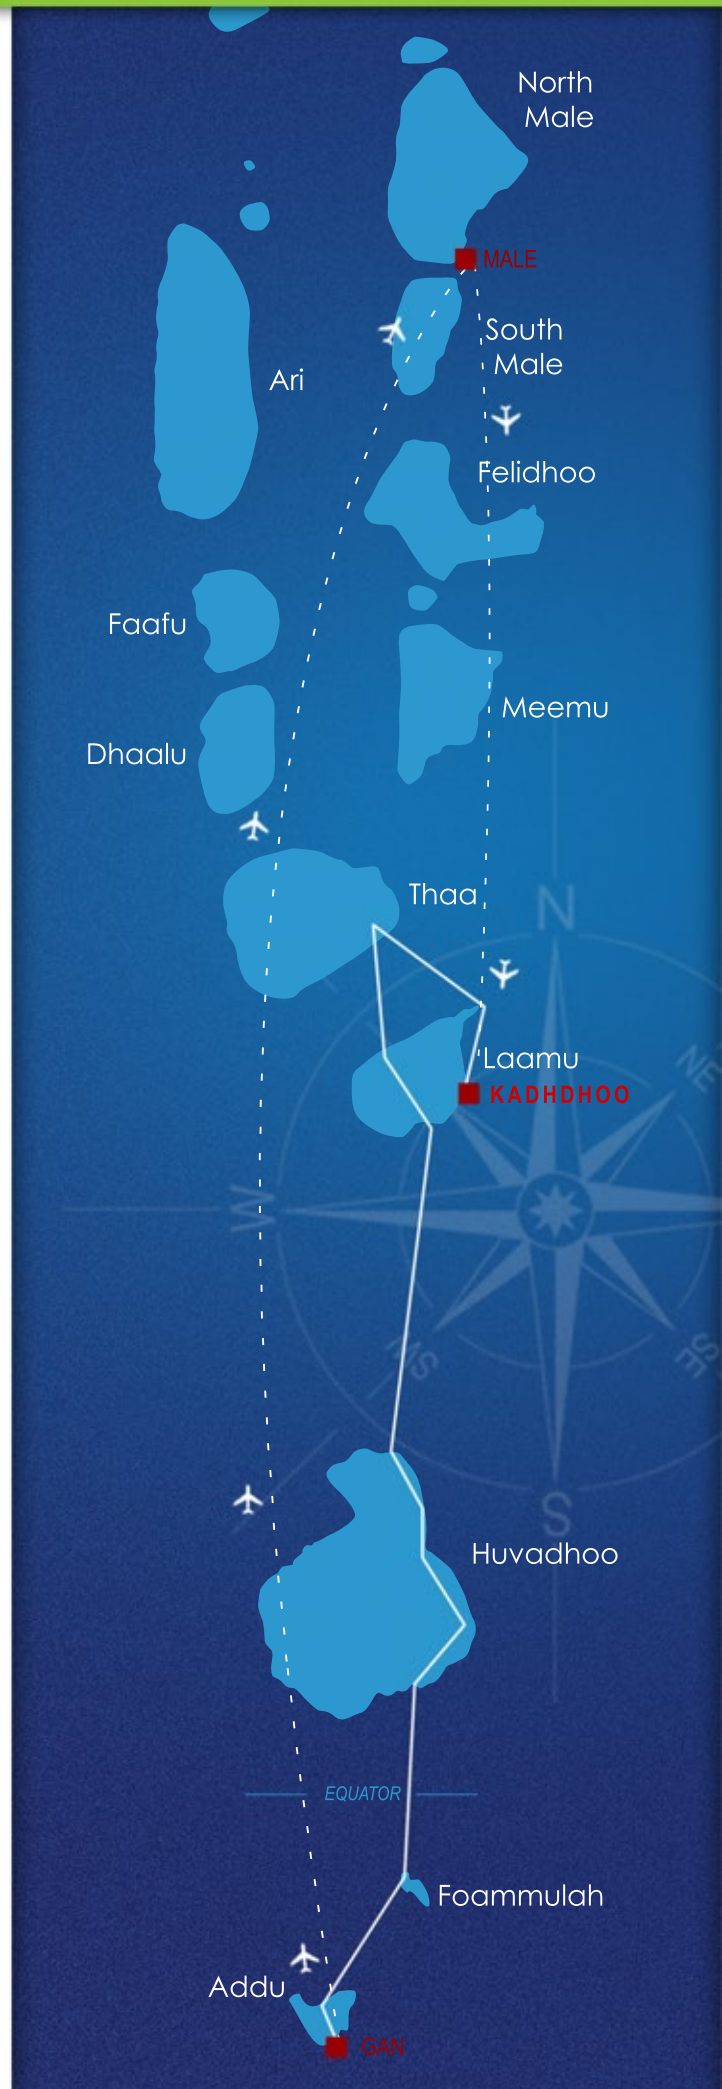 North
Male
MALE
South
Male
Ari
Felidhoo
Faafu
Meemu
Dhaalu
Thaa
N
Laamu
NE
KADHDHOO
W
SW
SE
S
Huvadhoo
EQUATOR
Foammulah
Addu
GAN